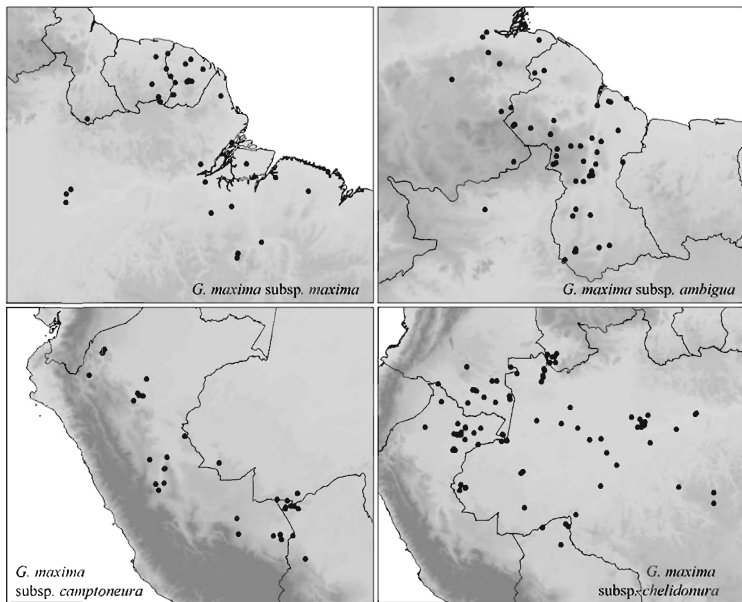 G. maxima subsp. maxima
G. maxima subsp. ambigua
G. maxima
subsp. camptoneura
G. maxima
subsp. chelidonura